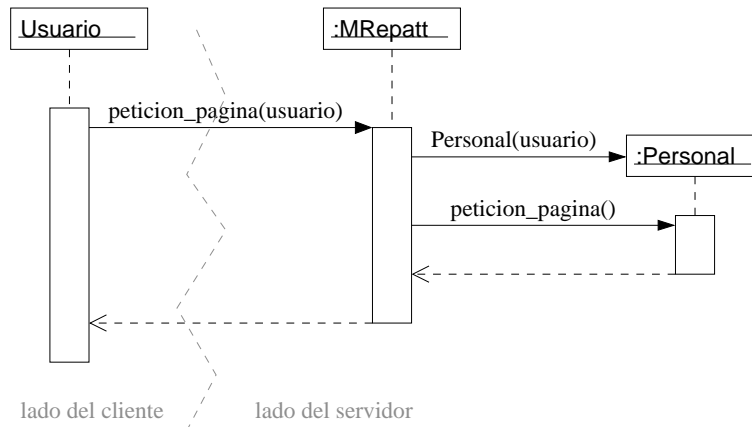 Usuario
:MRepatt
peticion_pagina(usuario)
Personal(usuario)
:Personal
peticion_pagina()
lado del cliente
lado del servidor